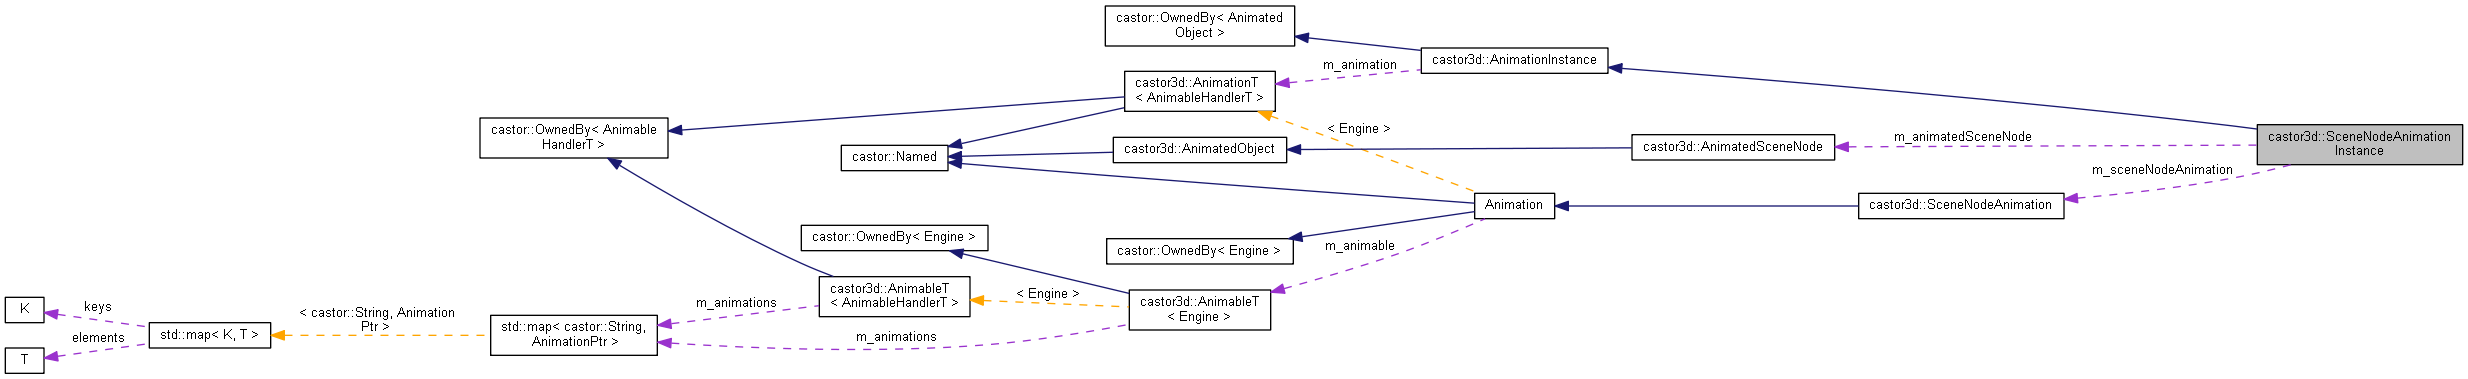 castor::OwnedBy< Animated
Object >
castor3d::AnimationInstance
m_animation
castor3d::AnimationT
< AnimableHandlerT >
castor::OwnedBy< Animable
HandlerT >
< Engine >
castor3d::SceneNodeAnimation
Instance
m_animatedSceneNode
castor3d::AnimatedSceneNode
castor3d::AnimatedObject
castor::Named
m_sceneNodeAnimation
castor3d::SceneNodeAnimation
Animation
castor::OwnedBy< Engine >
castor::OwnedBy< Engine >
m_animable
castor3d::AnimableT
< AnimableHandlerT >
< Engine >
castor3d::AnimableT
< Engine >
m_animations
K
keys
< castor::String, Animation
Ptr >
std::map< K, T >
std::map< castor::String,
AnimationPtr >
m_animations
elements
T